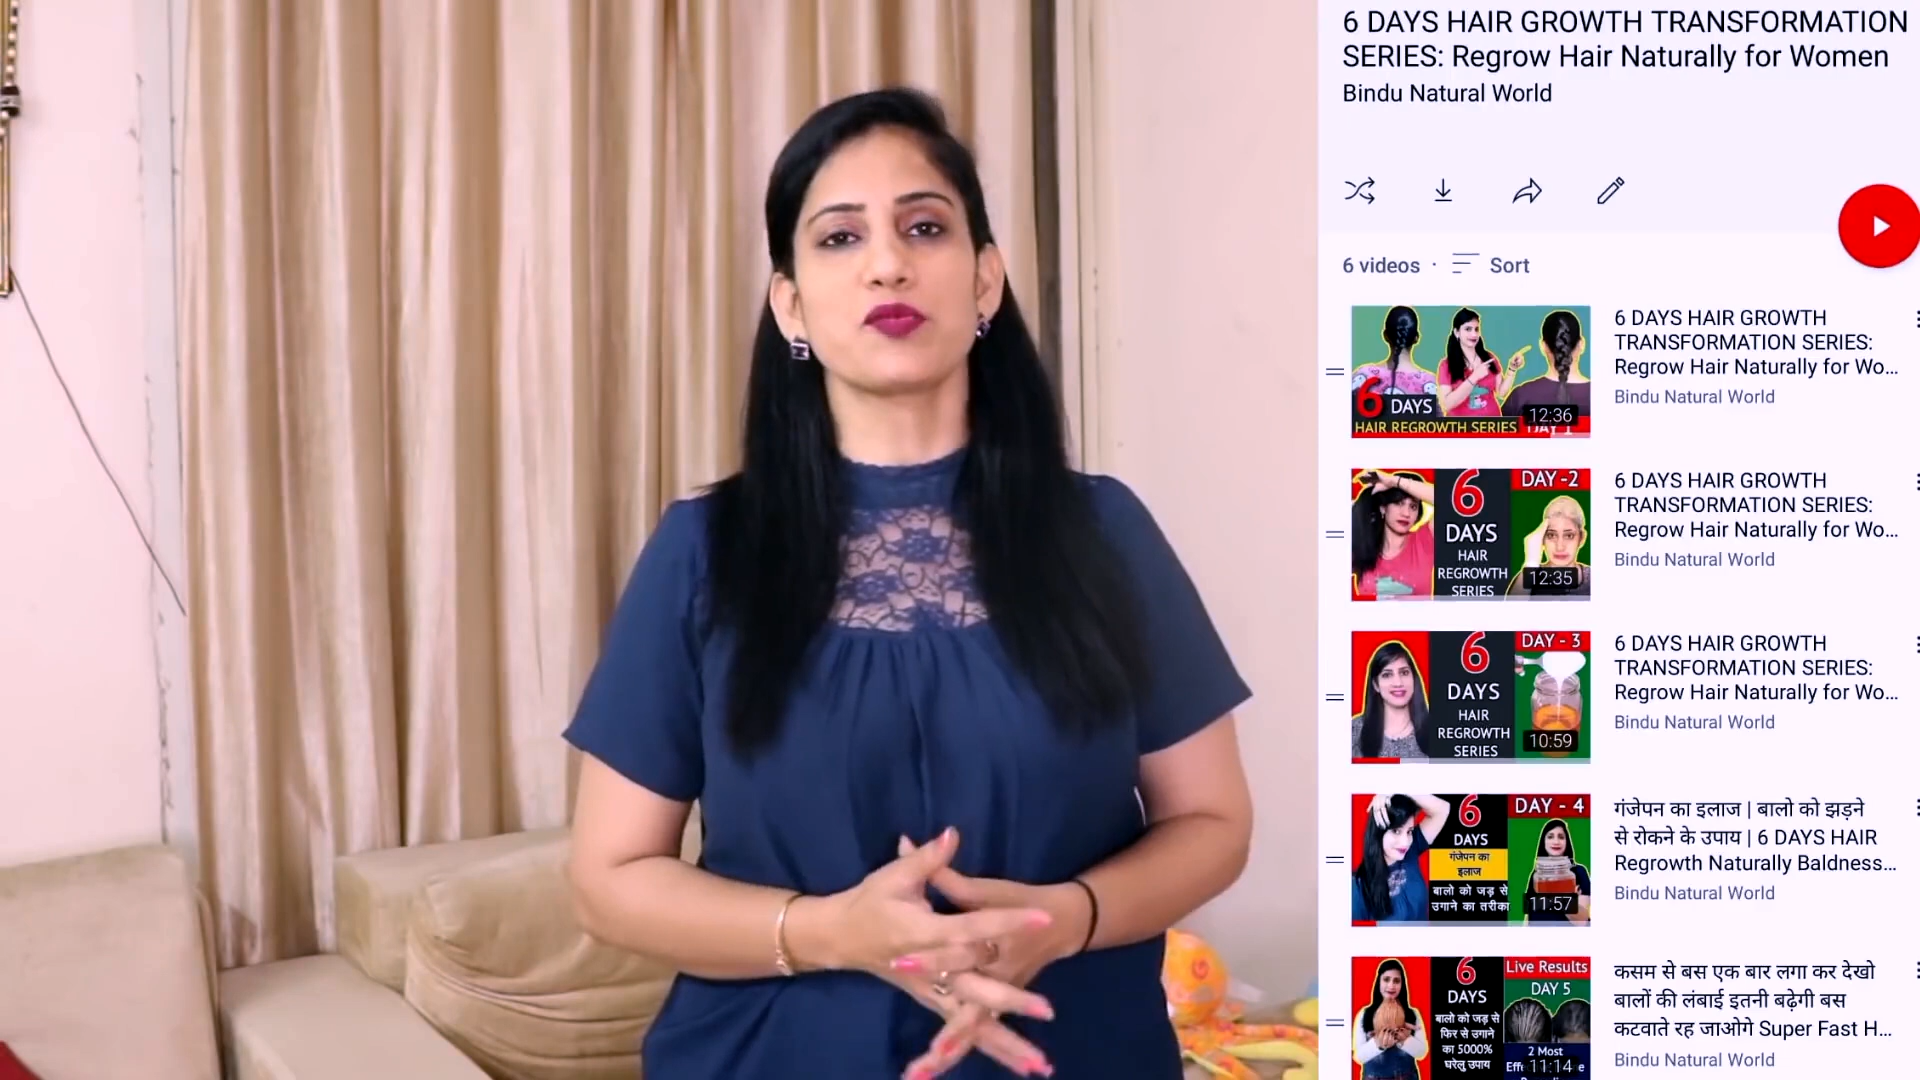 6 DAYS HAIR GROWTH TRANSFORMATION
SERIES: Regrow Hair Naturally for Women
Bindu Natural World
6 videos · Sort
6 DAYS
HAIR REGROWTH SERIES DAY 1
12:36
6 DAYS HAIR GROWTH
TRANSFORMATION SERIES:
Regrow Hair Naturally for Wo...
Bindu Natural World
6
DAYS
HAIR
REGROWTH
SERIES
DAY -2
12:35
6 DAYS HAIR GROWTH
TRANSFORMATION SERIES:
Regrow Hair Naturally for Wo...
Bindu Natural World
6
DAYS
HAIR
REGROWTH
SERIES
DAY - 3
10:59
6 DAYS HAIR GROWTH
TRANSFORMATION SERIES:
Regrow Hair Naturally for Wo...
Bindu Natural World
6
DAYS
गंजेपन का
इलाज
बालो को जड़ से
उगाने का तरीका
DAY - 4
11:57
गंजेपन का इलाज | बालो को झड़ने
से रोकने के उपाय | 6 DAYS HAIR
Regrowth Naturally Baldness...
Bindu Natural World
6
DAYS
बालो को जड़ से
फिर से उगाने
का 5000%
घरेलु उपाय
Live Results
DAY 5
2 Most
11:14
कसम से बस एक बार लगा कर देखो
बालों की लंबाई इतनी बढ़ेगी बस
कटवाते रह जाओगे Super Fast H...
Bindu Natural World